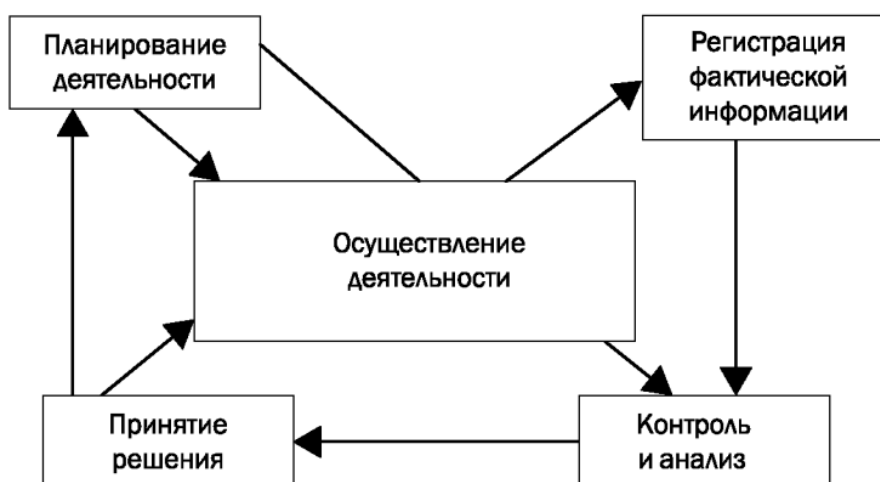 Планирование
деятельности
Регистрация
фактической
информации
Осуществление
деятельности
Принятие
решения
Контроль
и анализ